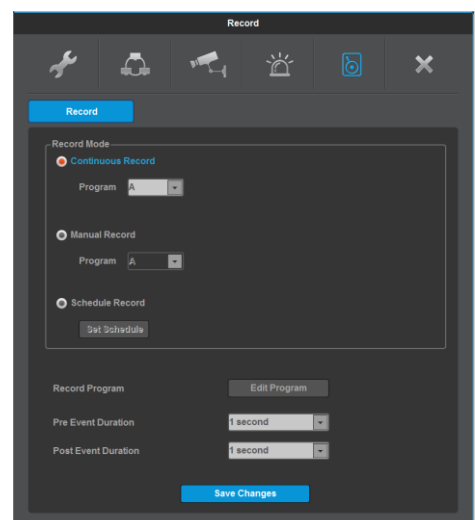 Record
Record
Record Mode
Continuous Record
Program A
Manual Record
Program A
Schedule Record
Set Schedule
Record Program Edit Program
Pre Event Duration 1 second
Post Event Duration 1 second
Save Changes